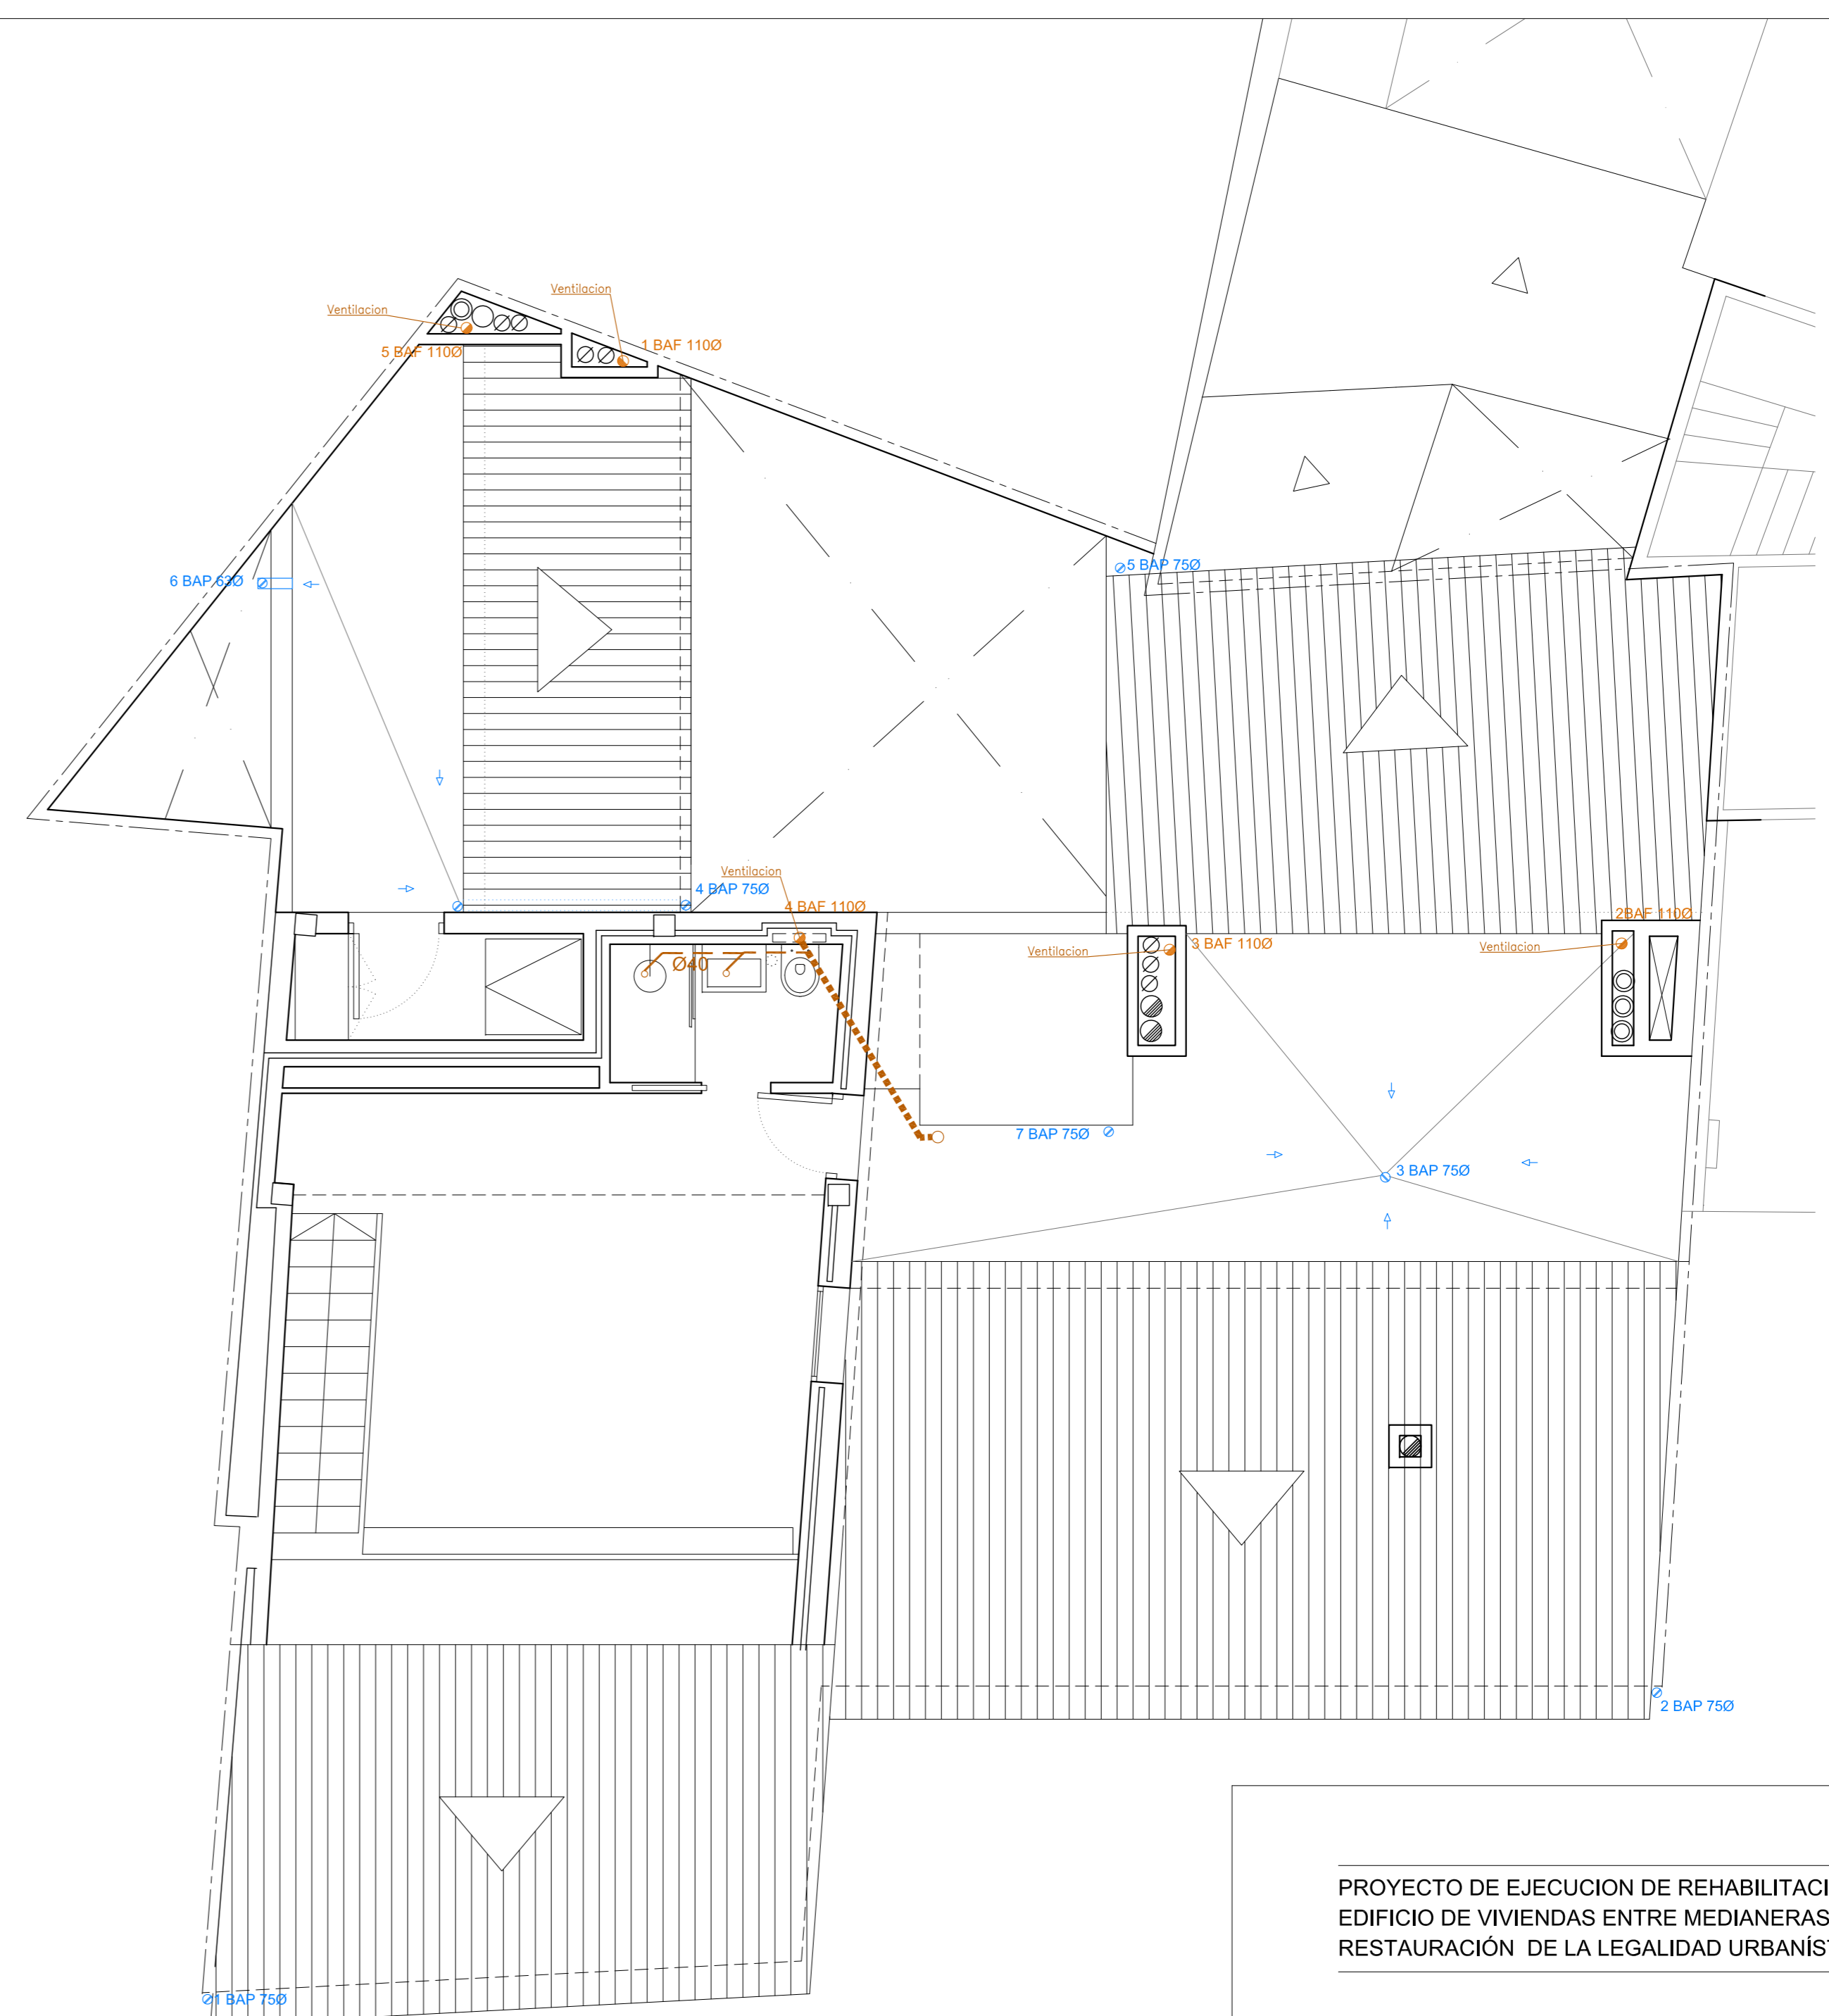 Ventilacion
Ventilacion
5 BAF 110Ø
1 BAF 110Ø
6 BAP 63Ø
5 BAP 75Ø
Ventilacion
4 BAP 75Ø
4 BAF 110Ø
2BAF 110Ø
Ventilacion
3 BAF 110Ø
Ventilacion
Ø40
7 BAP 75Ø
3 BAP 75Ø
2 BAP 75Ø
PROYECTO DE EJECUCION DE REHABILITACI
EDIFICIO DE VIVIENDAS ENTRE MEDIANERAS
RESTAURACIÓN DE LA LEGALIDAD URBANÍS
1 BAP 75Ø